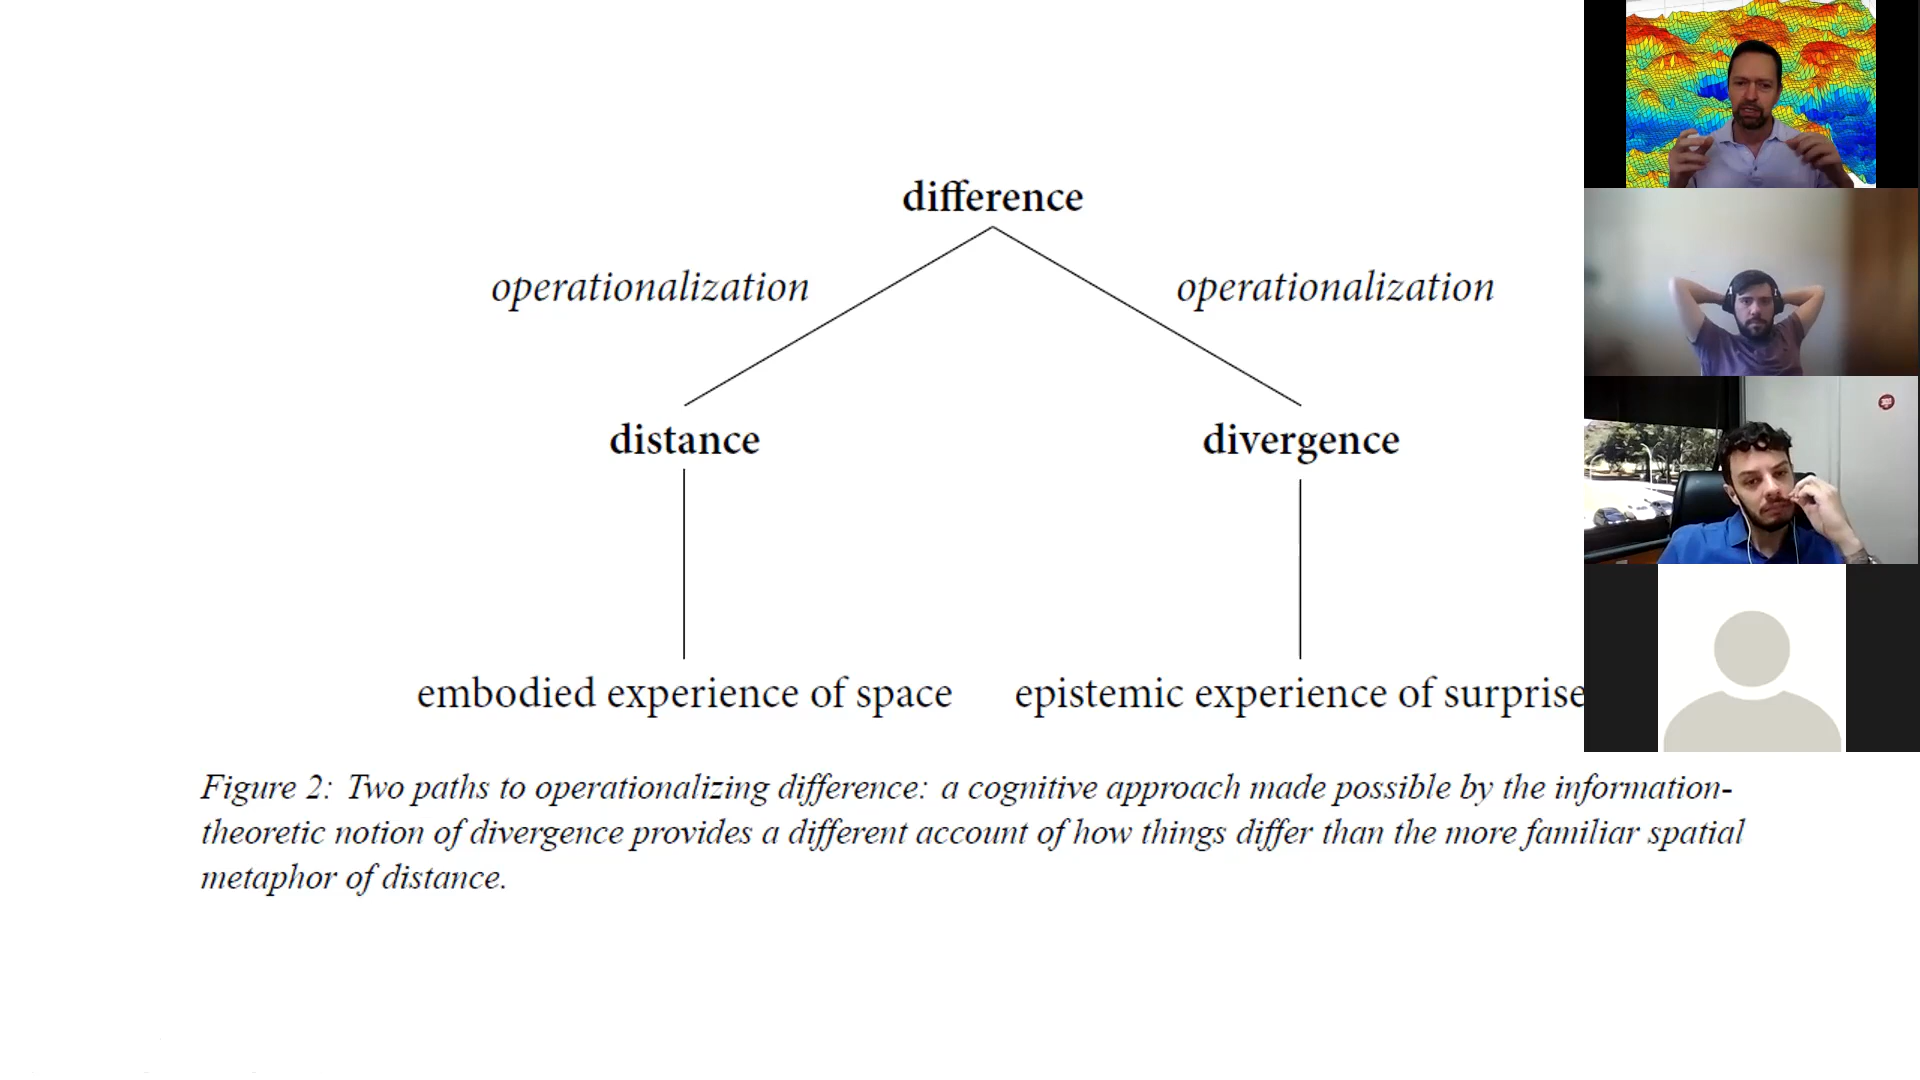 difference
operationalization operationalization
distance divergence
embodied experience of space epistemic experience of surprise
Figure 2: Two paths to operationalizing difference: a cognitive approach made possible by the information-
theoretic notion of divergence provides a different account of how things differ than the more familiar spatial
metaphor of distance.